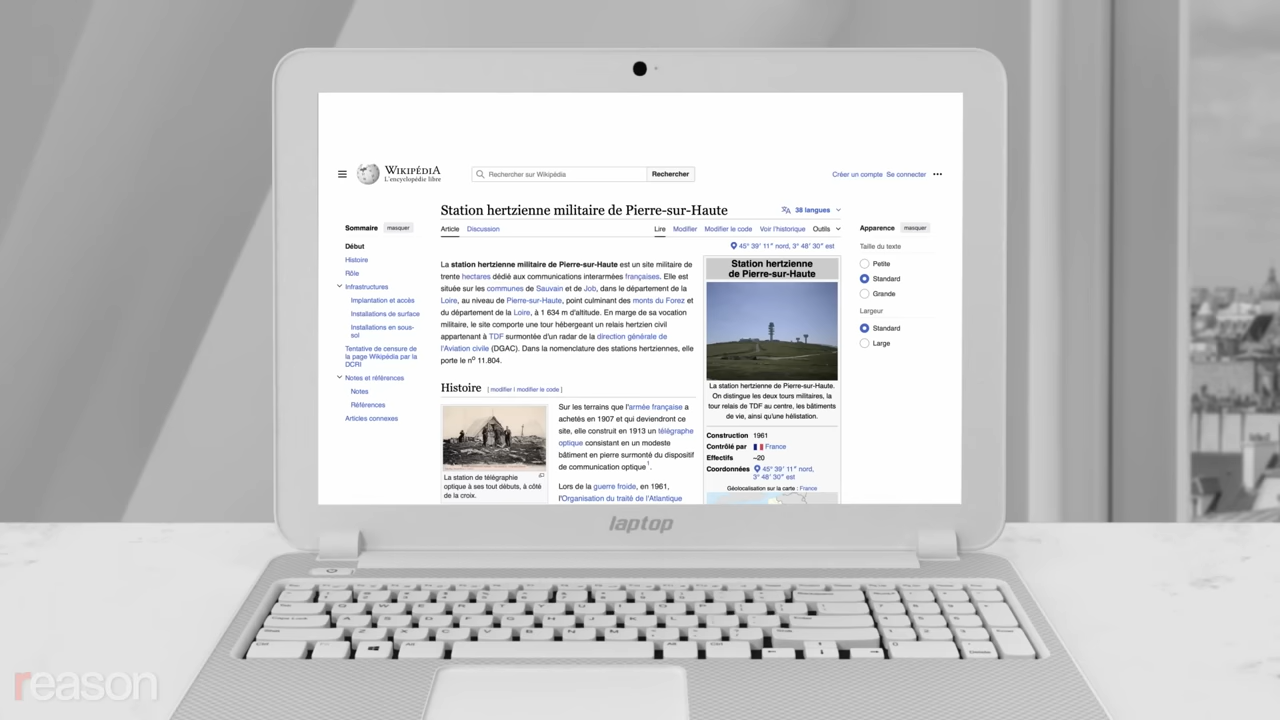 WIKIPÉDIA
L'encyclopédie libre
Rechercher sur Wikipédia
Rechercher
Créer un compte Se connecter
Station hertzienne militaire de Pierre-sur-Haute
38 langues
Article Discussion
Lire Modifier Modifier le code Voir l'historique Outils
45° 39′ 11″ nord, 3° 48′ 30″ est
Sommaire masquer
Début
Histoire
Rôle
Infrastructures
Implantation et accès
Installations de surface
Installations en sous-
sol
Tentative de censure de
la page Wikipédia par la
DCRI
Notes et références
Notes
Références
Articles connexes
La station hertzienne militaire de Pierre-sur-Haute est un site militaire de
trente hectares dédié aux communications interarmées françaises. Elle est
située sur les communes de Sauvain et de Job, dans le département de la
Loire, au niveau de Pierre-sur-Haute, point culminant des monts du Forez et
du département de la Loire, à 1 634 m d'altitude. En marge de sa vocation
militaire, le site comporte une tour hébergeant un relais hertzien civil
appartenant à TDF surmontée d'un radar de la direction générale de
l'Aviation civile (DGAC). Dans la nomenclature des stations hertziennes, elle
porte le no 11.804.
Histoire [ modifier | modifier le code ]
La station de télégraphie
optique à ses tout débuts, à côté
de la croix.
Sur les terrains que l'armée française a
achetés en 1907 et qui deviendront ce
site, elle construit en 1913 un télégraphe
optique consistant en un modeste
bâtiment en pierre surmonté du dispositif
de communication optique 1.
Lors de la guerre froide, en 1961,
l'Organisation du traité de l'Atlantique
Station hertzienne
de Pierre-sur-Haute
La station hertzienne de Pierre-sur-Haute.
On distingue les deux tours militaires, la
tour relais de TDF au centre, les bâtiments
de vie, ainsi qu'une hélistation.
Construction 1961
Contrôlé par France
Effectifs ~20
Coordonnées 45° 39′ 11″ nord,
3° 48′ 30″ est
Géolocalisation sur la carte : France
Apparence masquer
Taille du texte
Petite
Standard
Grande
Largeur
Standard
Large
laptop
reason